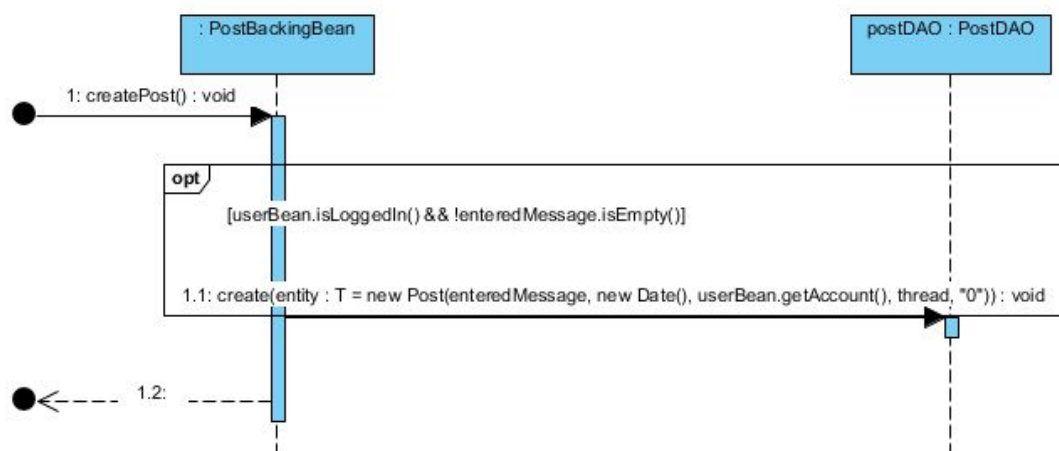 : PostBackingBean
postDAO : PostDAO
1: createPost() : void
opt
[userBean.isLoggedIn() && !enteredMessage.isEmpty()]
1.1: create(entity : T = new Post(enteredMessage, new Date(), userBean.getAccount(), thread, "0")) : void
1.2: